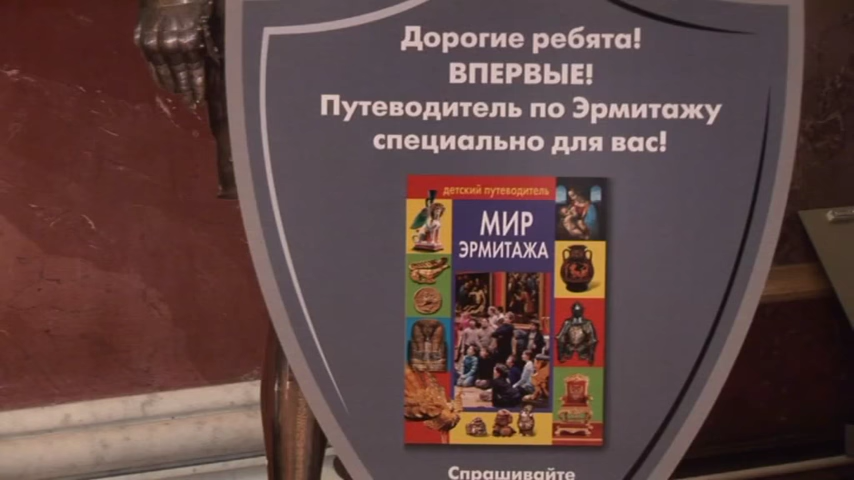 Дорогие ребята!
ВПЕРВЫЕ!
Путеводитель по Эрмитажу
специально для вас!
детский путеводитель
МИР
ЭРМИТАЖА
Спрашивайте